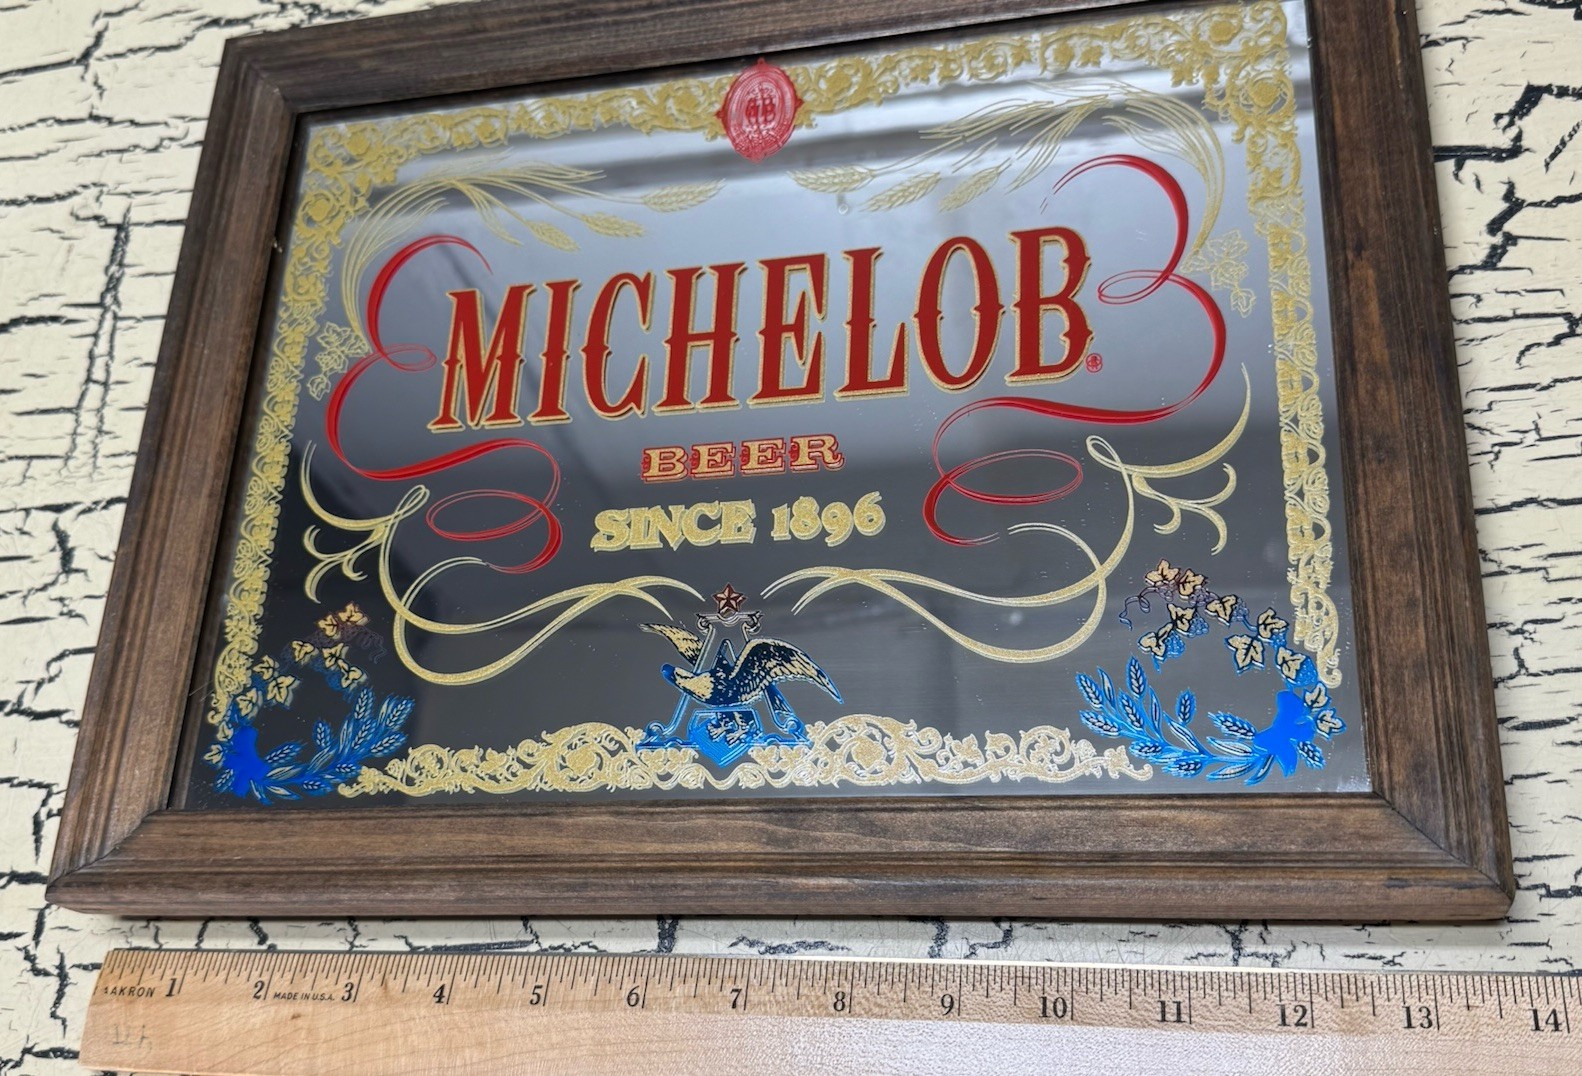 AB
MICHELOB®
BEER
SINCE 1896
A
AKRON 1 2 MADE IN U.S.A. 3 4 5 6 7 8 9 10 11 12 13 14